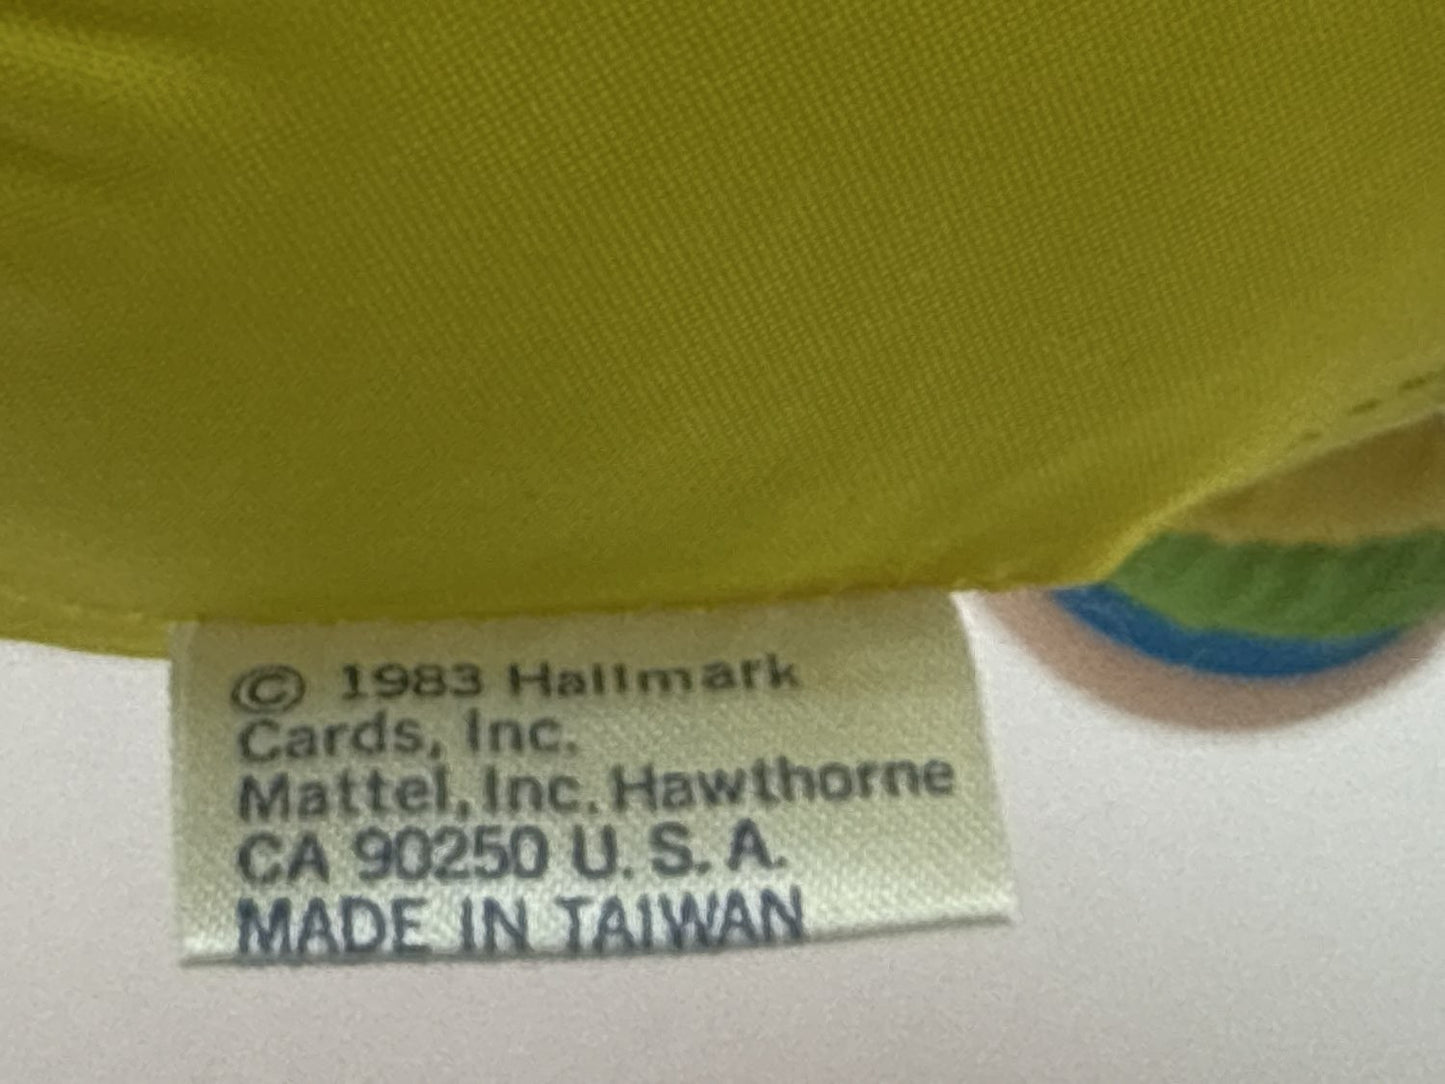 © 1983 Hallmark
Cards, Inc.
Mattel, Inc. Hawthorne
CA 90250 U. S. A.
MADE IN TAIWAN